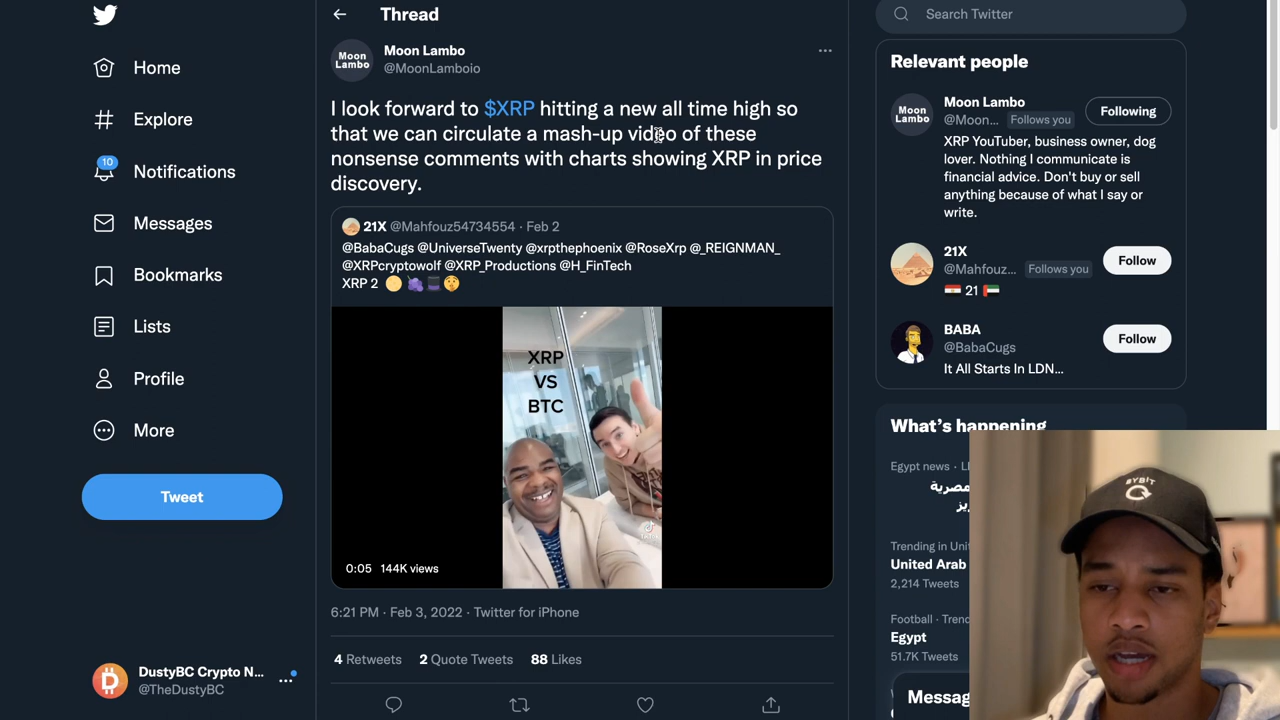 Home
Explore
10
Notifications
Messages
Bookmarks
Lists
Profile
More
Tweet
DustyBC Crypto N...
@TheDustyBC
Thread
Moon
Lambo
Moon Lambo
@MoonLamboio
I look forward to $XRP hitting a new all time high so
that we can circulate a mash-up video of these
nonsense comments with charts showing XRP in price
discovery.
21X @Mahfouz54734554 · Feb 2
@BabaCugs @UniverseTwenty @xrpthephoenix @RoseXrp @_REIGNMAN_
@XRPcryptowolf @XRP_Productions @H_FinTech
XRP 2
XRP
VS
BTC
TikTok
0:05 144K views
6:21 PM · Feb 3, 2022 · Twitter for iPhone
4 Retweets 2 Quote Tweets 88 Likes
Search Twitter
Relevant people
Moon
Lambo
Moon Lambo
@Moon... Follows you
Following
XRP YouTuber, business owner, dog
lover. Nothing I communicate is
financial advice. Don't buy or sell
anything because of what I say or
write.
21X
@Mahfouz... Follows you
Follow
21
BABA
@BabaCugs
Follow
It All Starts In LDN...
What's happening
Egypt news ·
Trending in Unit
United Arab
2,214 Tweets
Football · Trend
Egypt
51.7K Tweets
Messag
BYBIT